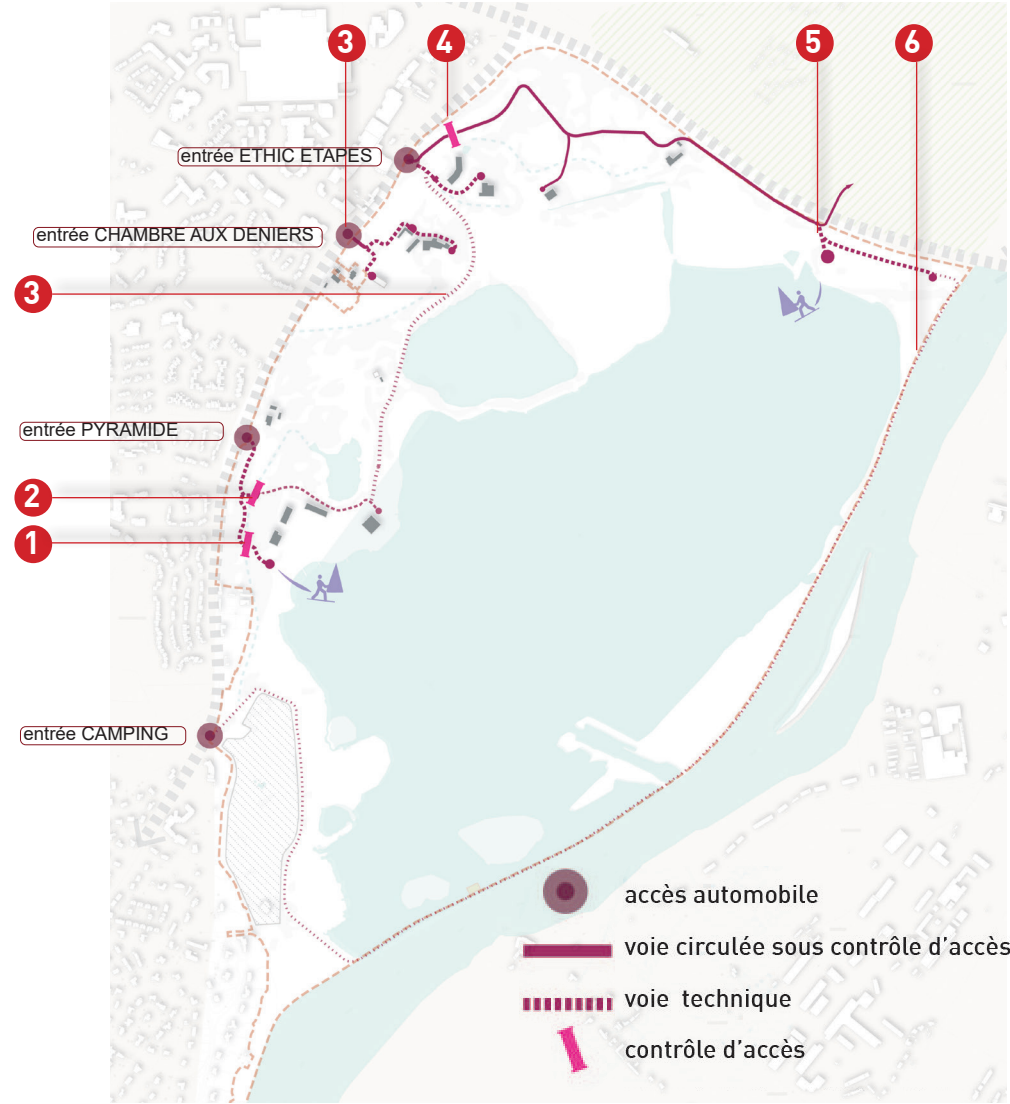 3
4
5
6
entrée ETHIC ETAPES
entrée CHAMBRE AUX DENIERS
3
entrée PYRAMIDE
2
1
entrée CAMPING
accès automobile
voie circulée sous contrôle d'accès
voie technique
contrôle d'accès